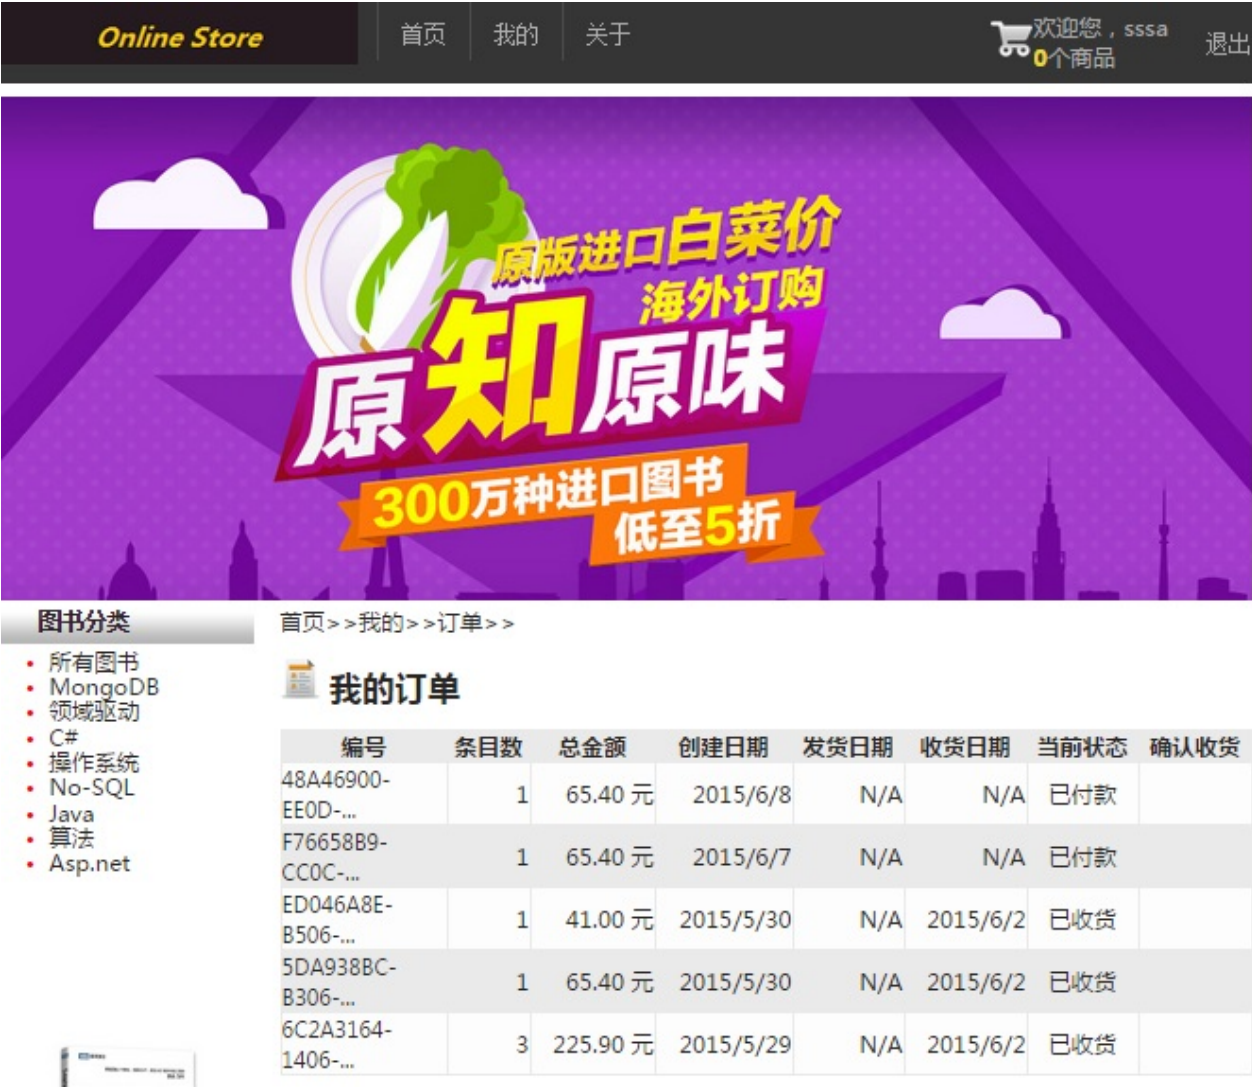 Online Store
首页
我的
关于
欢迎您，sssa
0个商品
退出
原版进口白菜价
海外订购
原知原味
300万种进口图书
低至5折
图书分类
所有图书
MongoDB
领域驱动
C#
操作系统
No-SQL
Java
算法
Asp.net
首页>>我的>>订单>>
我的订单
编号 条目数 总金额 创建日期 发货日期 收货日期 当前状态 确认收货
48A46900-
EE0D-... 1 65.40 元 2015/6/8 N/A N/A 已付款
F76658B9-
CC0C-... 1 65.40 元 2015/6/7 N/A N/A 已付款
ED046A8E-
B506-... 1 41.00 元 2015/5/30 N/A 2015/6/2 已收货
5DA938BC-
B306-... 1 65.40 元 2015/5/30 N/A 2015/6/2 已收货
6C2A3164-
1406-... 3 225.90 元 2015/5/29 N/A 2015/6/2 已收货